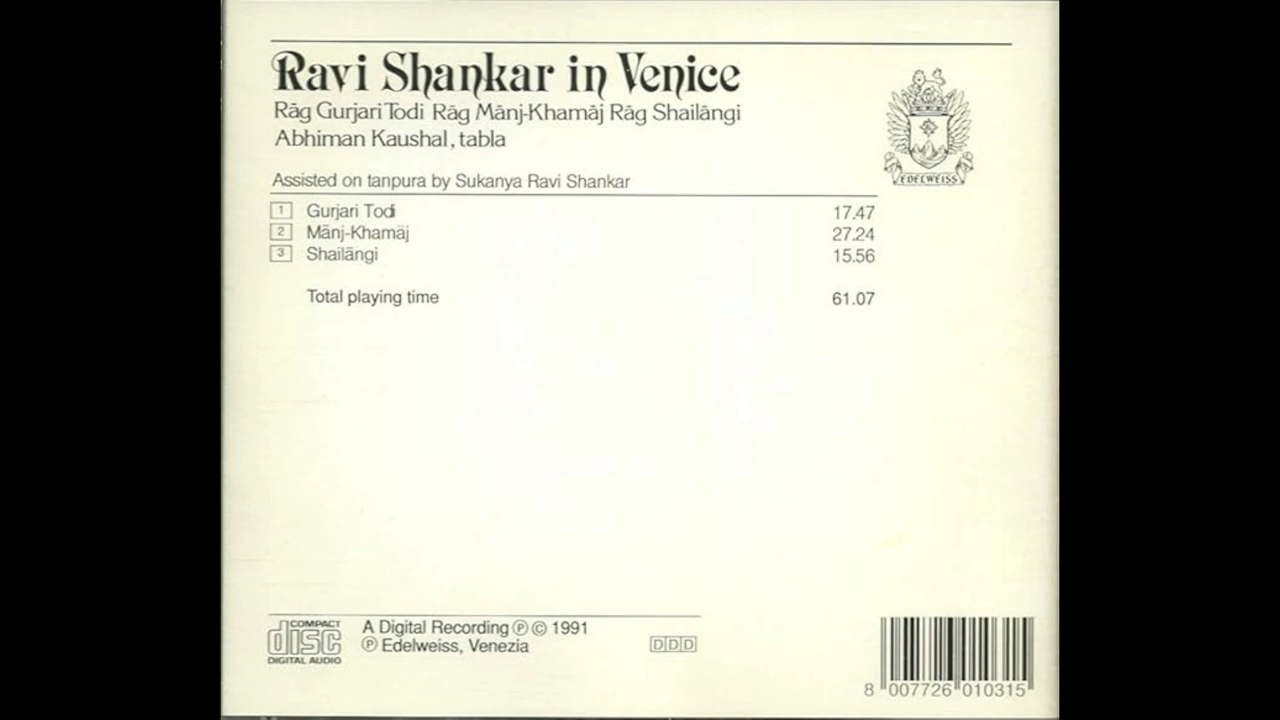 Ravi Shankar in Venice
Rāg Gurjari Todi Rāg Mānj-Khamāj Rāg Shailāngi
Abhiman Kaushal, tabla
EDELWEISS
Assisted on tanpura by Sukanya Ravi Shankar
1 Gurjari Todi 17.47
2 Mānj-Khamāj 27.24
3 Shailāngi 15.56
Total playing time 61.07
COMPACT
disc
DIGITAL AUDIO
A Digital Recording ℗ © 1991
℗ Edelweiss, Venezia
DDD
8 007726 010315